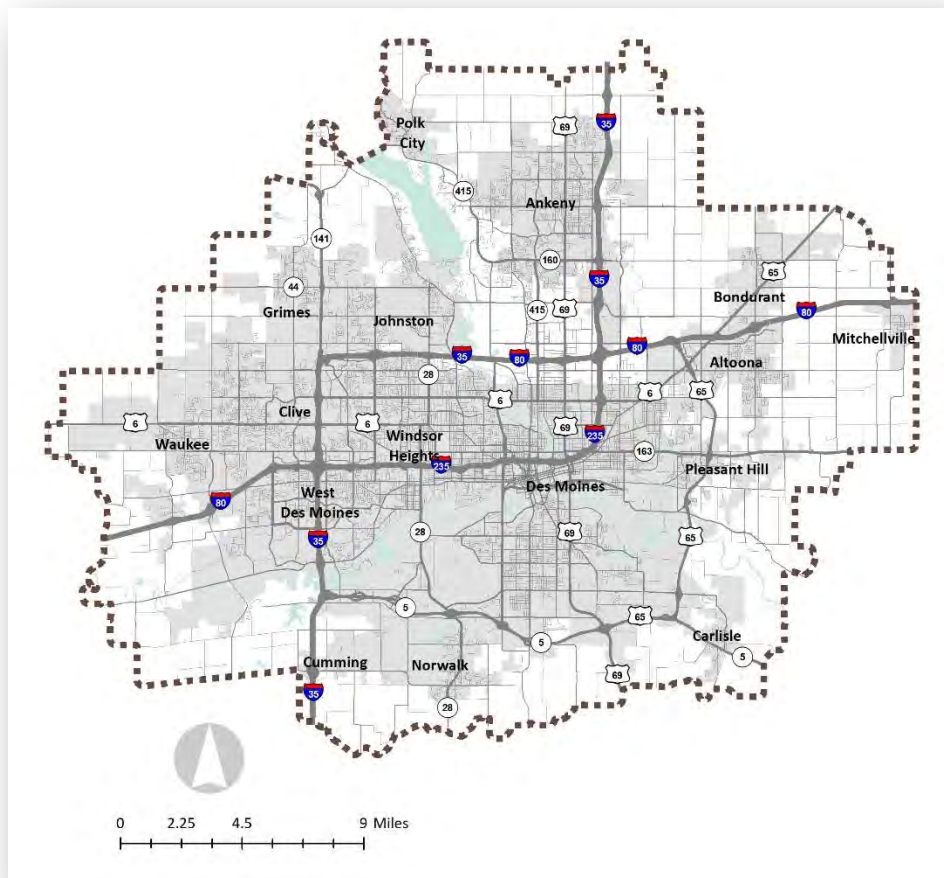 Polk
City
69
35
415
Ankeny
141
160
35
65
44
Bondurant
Grimes
415
69
80
Johnston
Mitchellville
80
35
80
28
Altoona
65
6
6
Clive
6
6
69
Windsor
Heights
235
Waukee
163
235
Pleasant Hill
West
Des Moines
Des Moines
80
28
69
65
35
5
65
Carlisle
5
5
Cumming
Norwalk
69
35
28
0 2.25 4.5 9 Miles